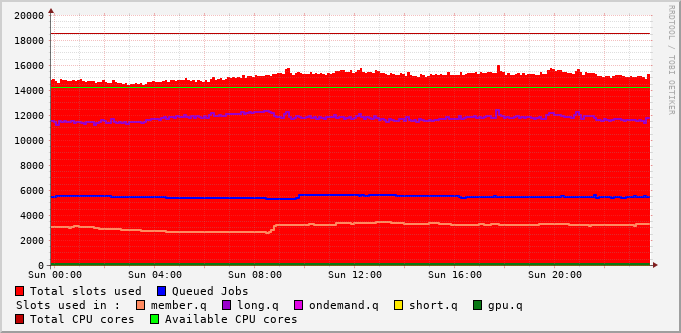 20000
18000
16000
14000
12000
10000
8000
6000
4000
2000
0
Sun 00:00 Sun 04:00 Sun 08:00 Sun 12:00 Sun 16:00 Sun 20:00
Total slots used Queued Jobs
Slots used in : member.q long.q ondemand.q short.q gpu.q
Total CPU cores Available CPU cores
RRDTOOL / TOBI OETIKER